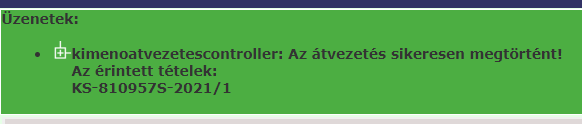 Üzenetek:
kimenoatvezetescontroller: Az átvezetés sikeresen megtörtént!
Az érintett tételek:
KS-810957S-2021/1